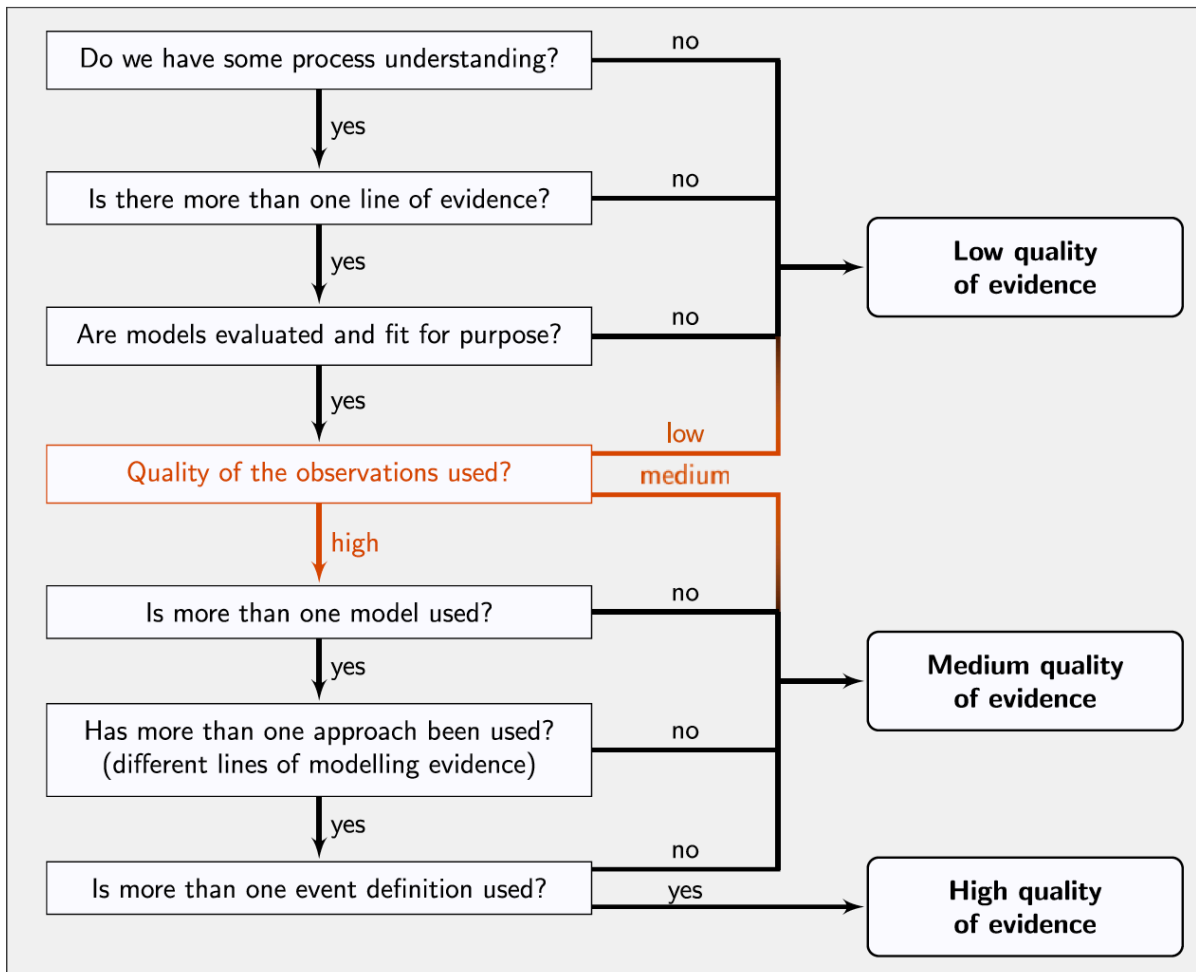 Do we have some process understanding?
no
yes
Is there more than one line of evidence?
no
yes
Low quality
of evidence
Are models evaluated and fit for purpose?
no
yes
Quality of the observations used?
low
medium
high
Is more than one model used?
no
yes
Medium quality
of evidence
Has more than one approach been used?
(different lines of modelling evidence)
no
yes
Is more than one event definition used?
no
yes
High quality
of evidence